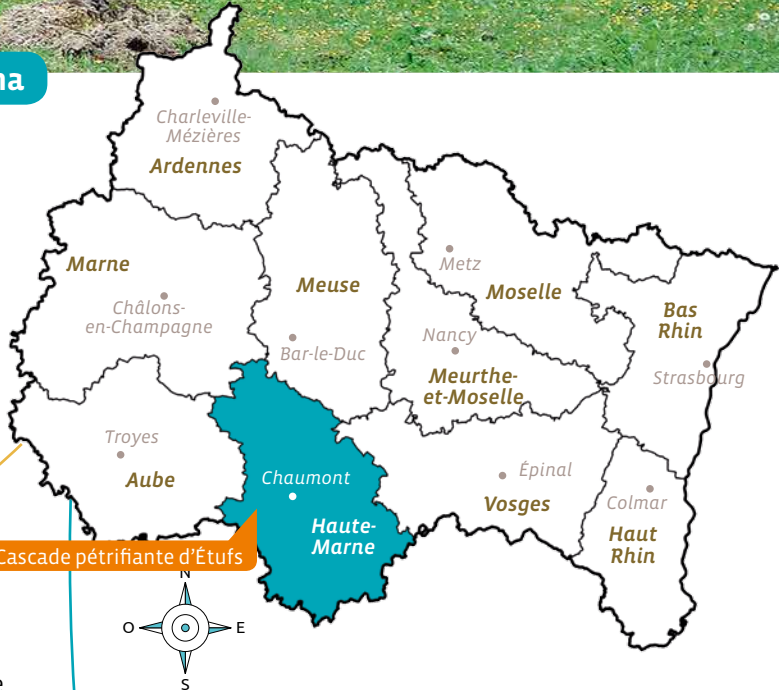 na
Charleville-
Mézières
Ardennes
Marne
Châlons-
en-Champagne
Meuse
Bar-le-Duc
Metz
Moselle
Nancy
Meurthe-
et-Moselle
Bas
Rhin
Strasbourg
Troyes
Aube
Chaumont
Haute-
Marne
Épinal
Vosges
Colmar
Haut
Rhin
Cascade pétrifiante d'Étufs
N
O
E
S